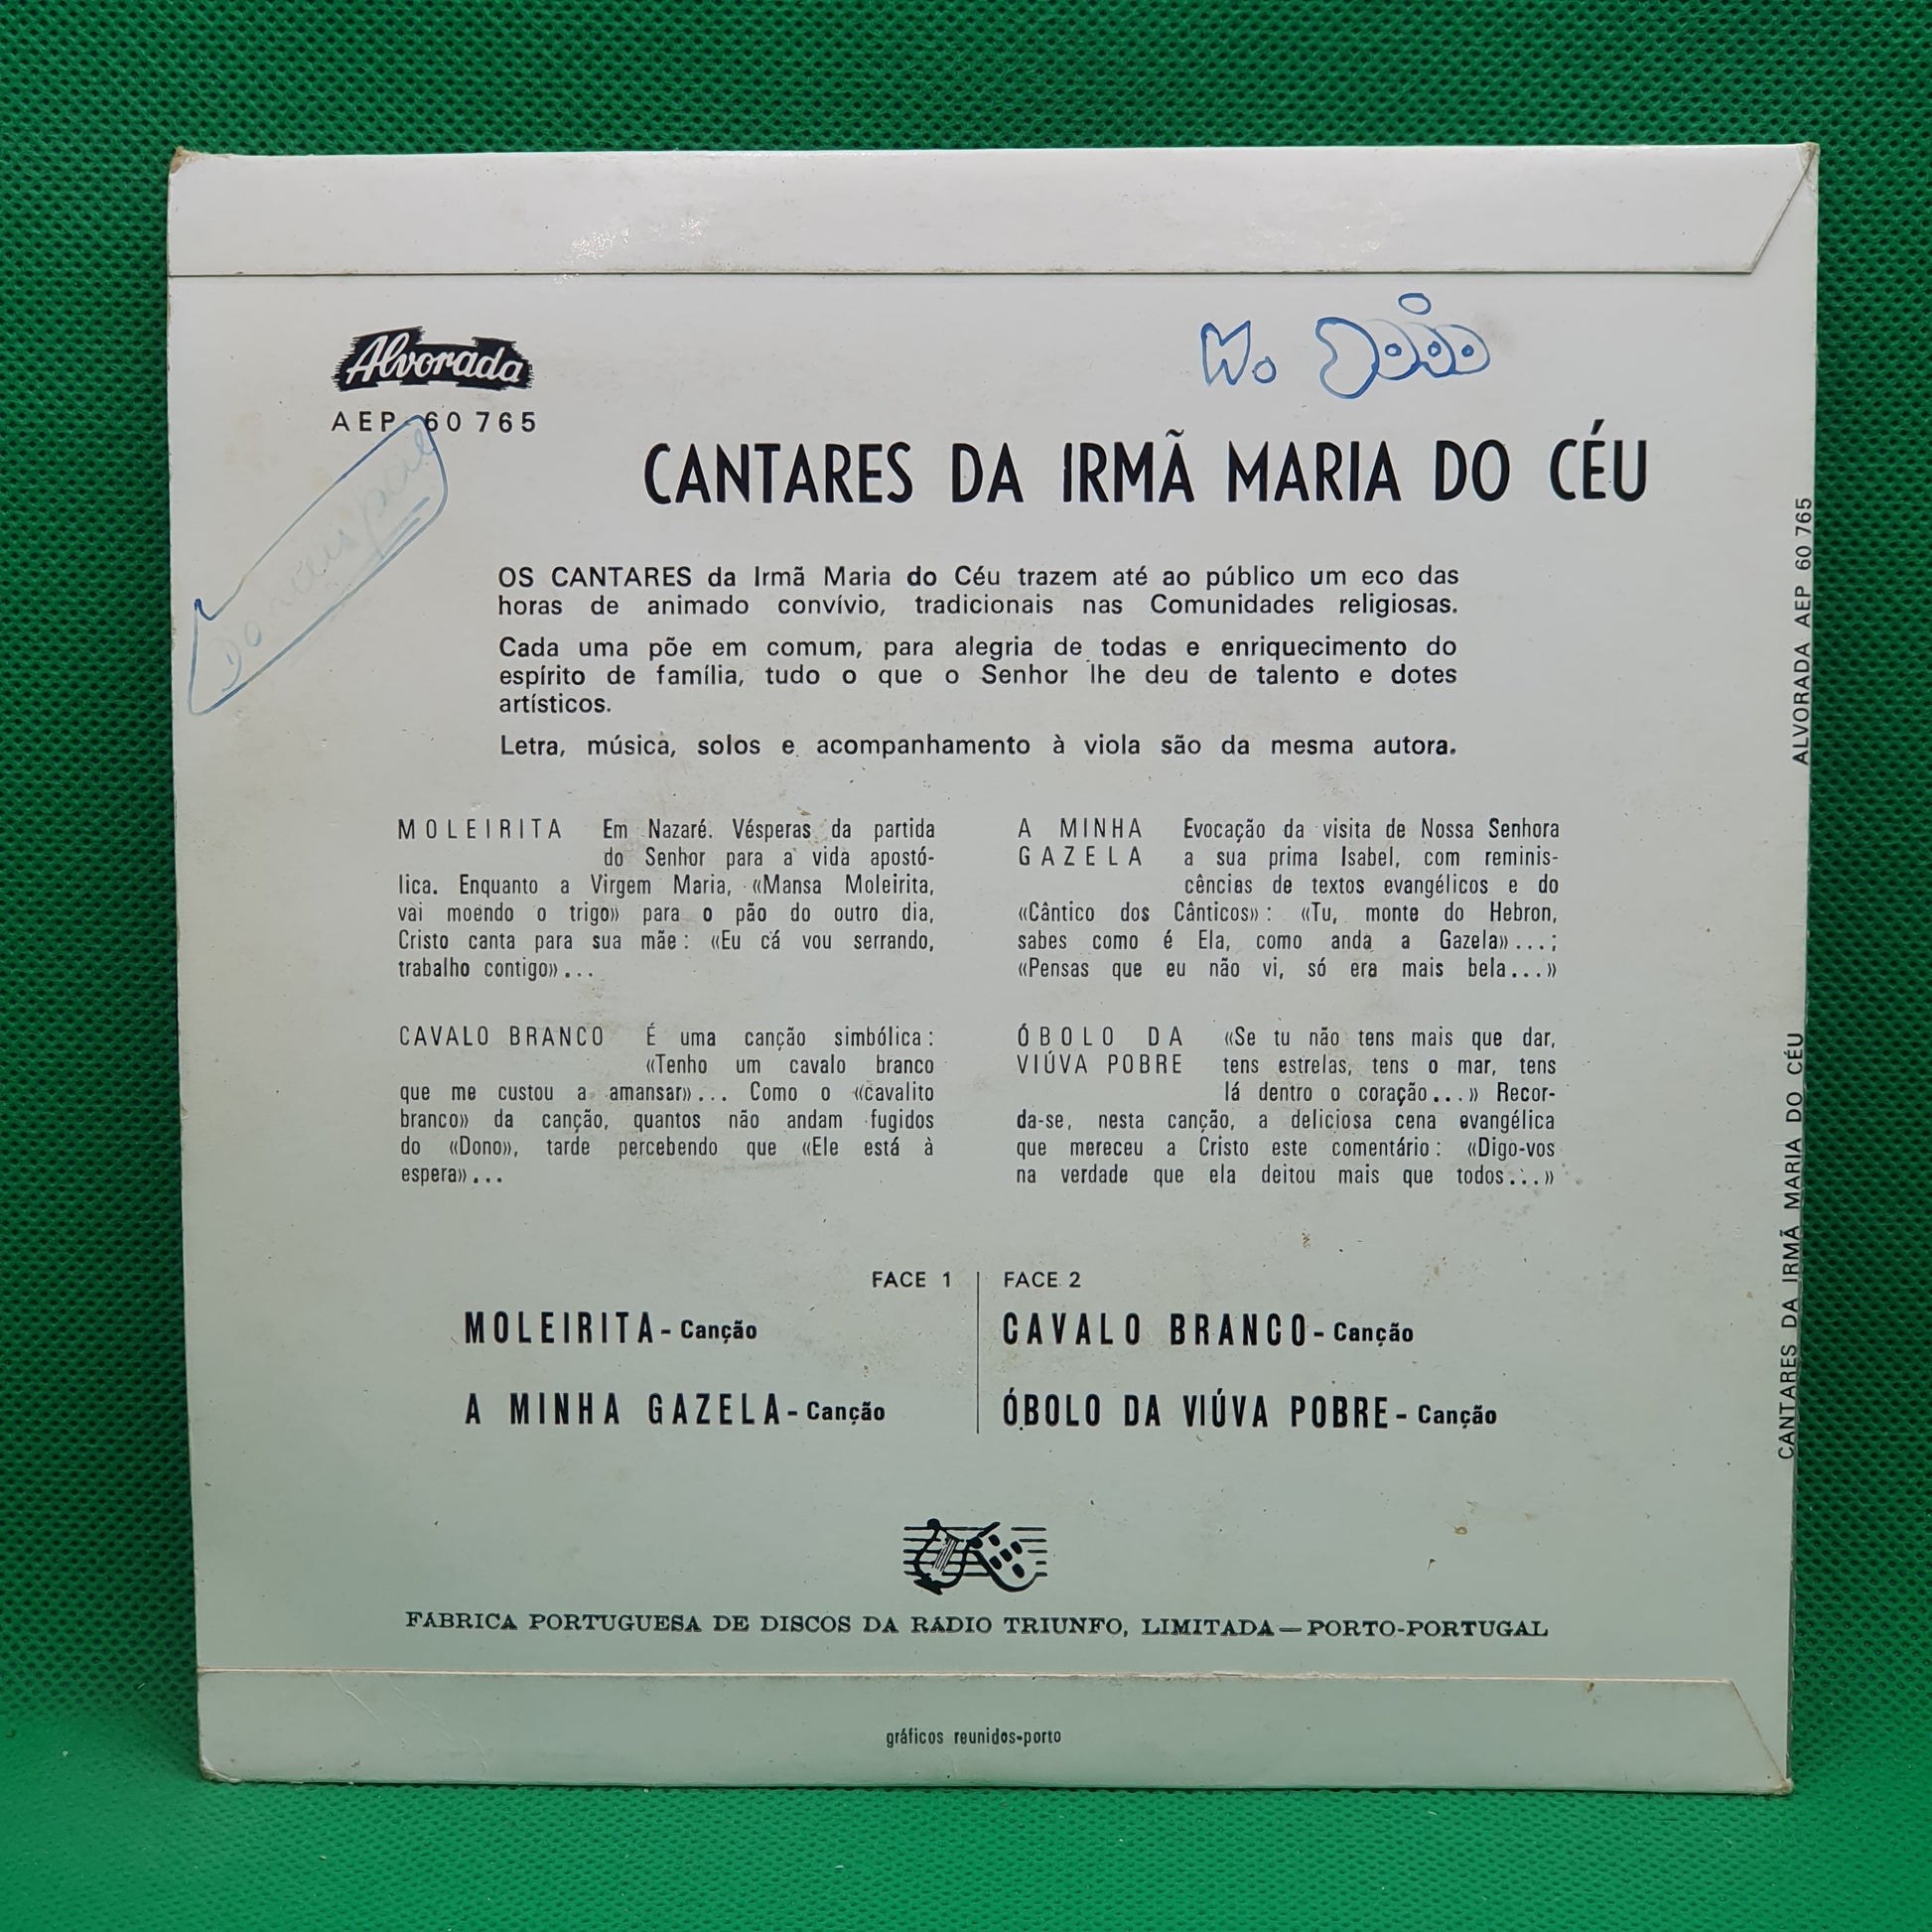 Alvorada
AEP 60 765
CANTARES DA IRMÃ MARIA DO CÉU
OS CANTARES da Irmã Maria do Céu trazem até ao público um eco das
horas de animado convívio, tradicionais nas Comunidades religiosas.
Cada uma põe em comum, para alegria de todas e enriquecimento do
espírito de família, tudo o que o Senhor lhe deu de talento e dotes
artísticos.
Letra, música, solos e acompanhamento à viola são da mesma autora.
MOLEIRITA Em Nazaré. Vésperas da partida
do Senhor para a vida apostó-
lica. Enquanto a Virgem Maria, «Mansa Moleirita,
vai moendo o trigo» para o pão do outro dia,
Cristo canta para sua mãe: «Eu cá vou serrando,
trabalho contigo»...
CAVALO BRANCO É uma canção simbólica:
«Tenho um cavalo branco
que me custou a amansar»... Como o «cavalito
branco» da canção, quantos não andam fugidos
do «Dono», tarde percebendo que «Ele está à
espera»...
A MINHA Evocação da visita de Nossa Senhora
GAZELA a sua prima Isabel, com reminis-
cências de textos evangélicos e do
«Cântico dos Cânticos»: «Tu, monte do Hebron,
sabes como é Ela, como anda a Gazela»...;
«Pensas que eu não vi, só era mais bela...»
ÓBOLO DA «Se tu não tens mais que dar,
VIÚVA POBRE tens estrelas, tens o mar, tens
lá dentro o coração...» Recor-
da-se, nesta canção, a deliciosa cena evangélica
que mereceu a Cristo este comentário: «Digo-vos
na verdade que ela deitou mais que todos...»
FACE 1
MOLEIRITA - Canção
A MINHA GAZELA - Canção
FACE 2
CAVALO BRANCO - Canção
ÓBOLO DA VIÚVA POBRE - Canção
FÁBRICA PORTUGUESA DE DISCOS DA RÁDIO TRIUNFO, LIMITADA — PORTO-PORTUGAL
gráficos reunidos-porto
ALVORADA AEP 60 765
CANTARES DA IRMÃ MARIA DO CÉU